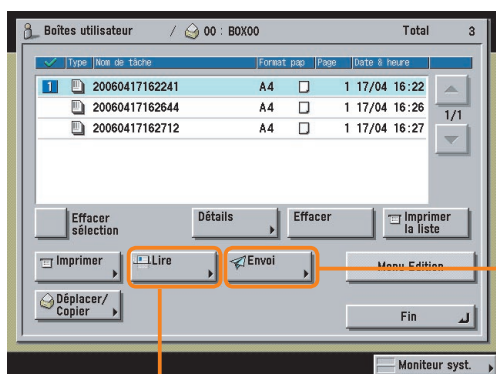 Boîtes utilisateur / 00 : BOX00 Total 3
Type Nom de tâche Format pap Page Date & heure
1 20060417162241 A4 1 17/04 16:22
20060417162644 A4 1 17/04 16:26
20060417162712 A4 1 17/04 16:27
1/1
Effacer
sélection
Détails
Effacer
Imprimer
la liste
Imprimer
Lire
Envoi
Menu Edition
Déplacer/
Copier
Fin
Moniteur syst.